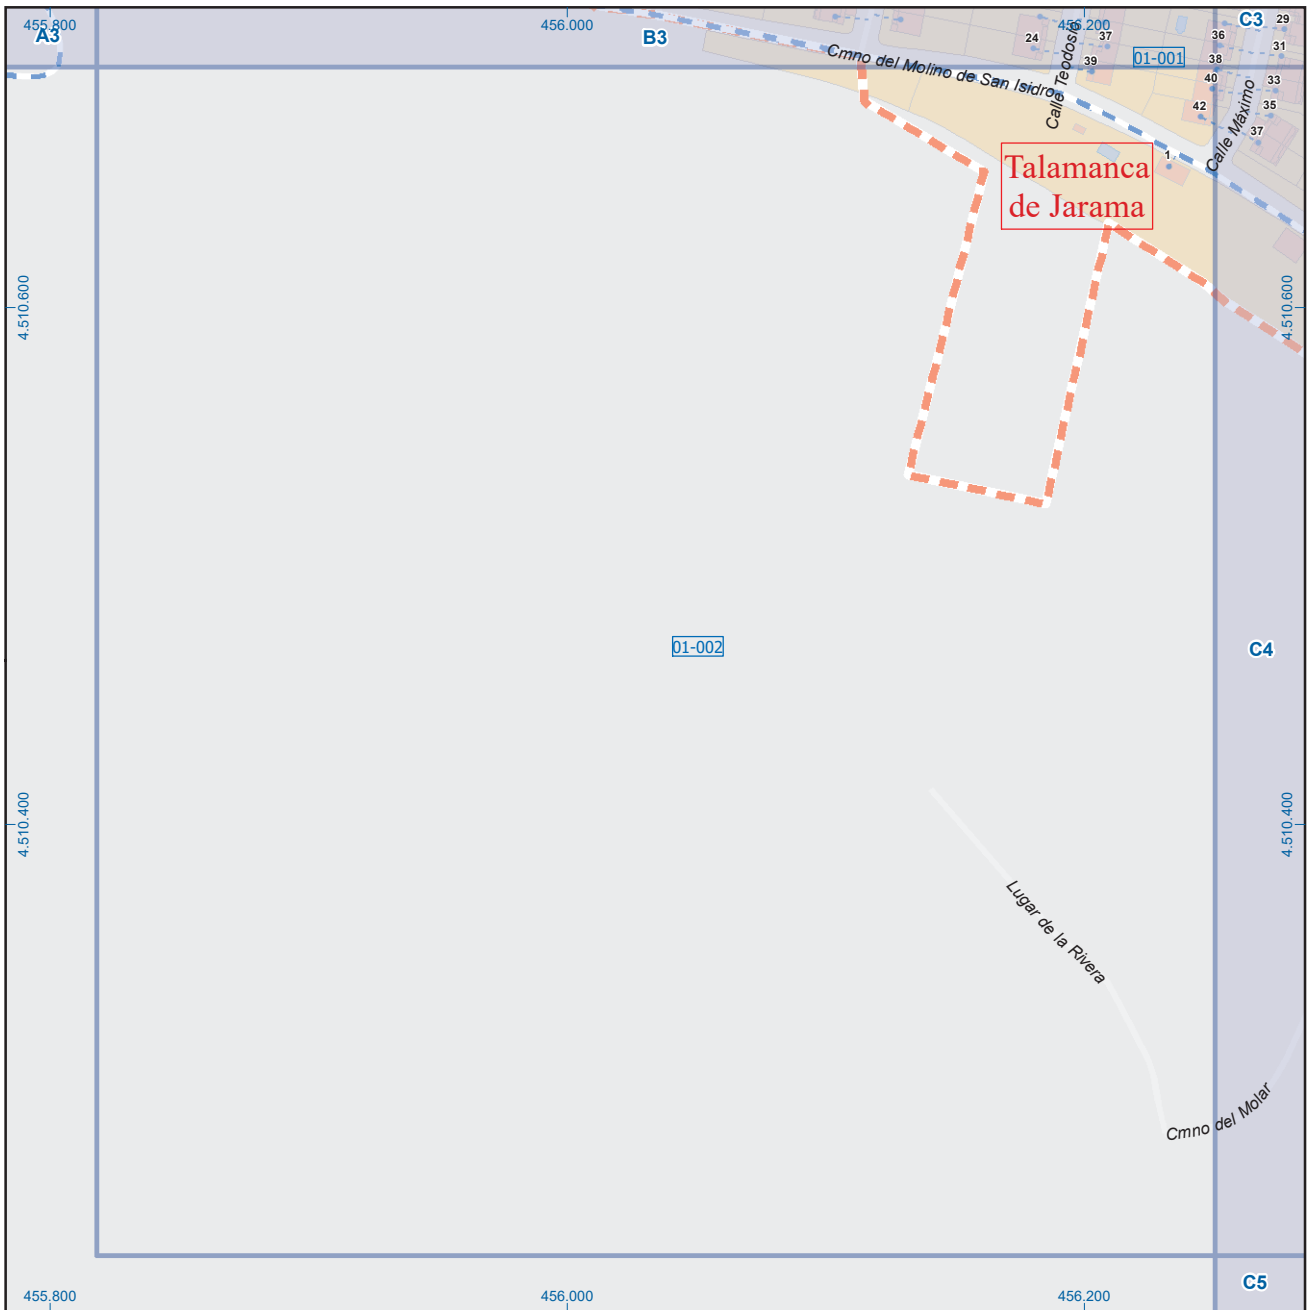 455.800
456.000
456.200
A3
B3
C3
29
24
37
36
31
39
01-001
38
40
33
42
35
37
1
Cmno del Molino de San Isidro
Calle Teodosio
Calle Máximo
Talamanca
de Jarama
4.510.600
4.510.600
01-002
C4
4.510.400
4.510.400
Lugar de la Rivera
Cmno del Molar
C5
455.800
456.000
456.200